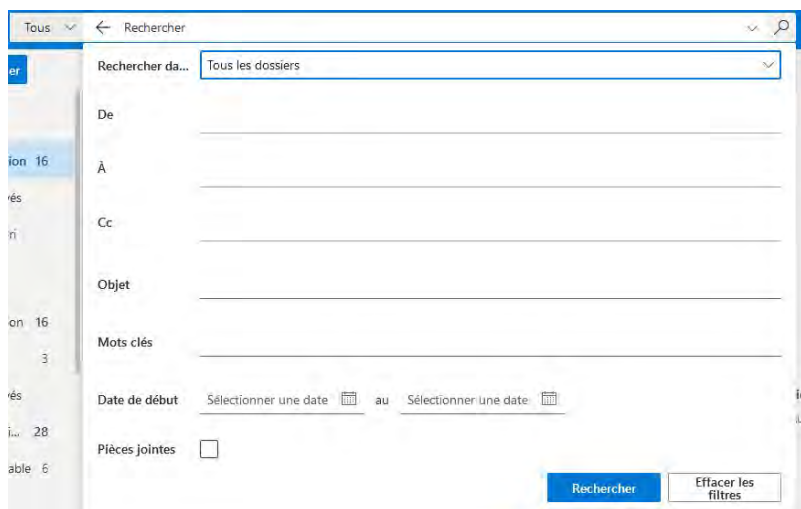 Tous
Rechercher
er
Rechercher da... Tous les dossiers
De
ion 16
À
és
Cc
Objet
on 16
Mots clés
3
és
Date de début Sélectionner une date au Sélectionner une date
i... 28
Pièces jointes
able 6
Rechercher Effacer les
filtres